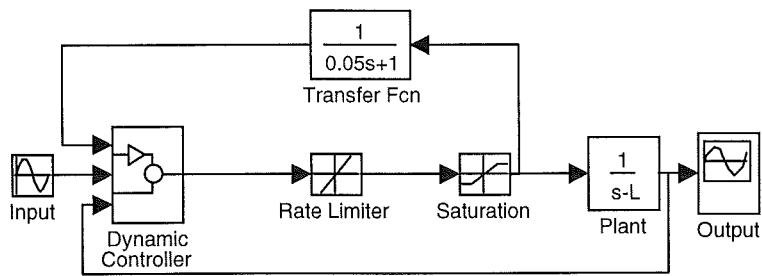 1
0.05s+1
Transfer Fcn
Input
Dynamic
Controller
Rate Limiter
Saturation
1
s-L
Plant
Output